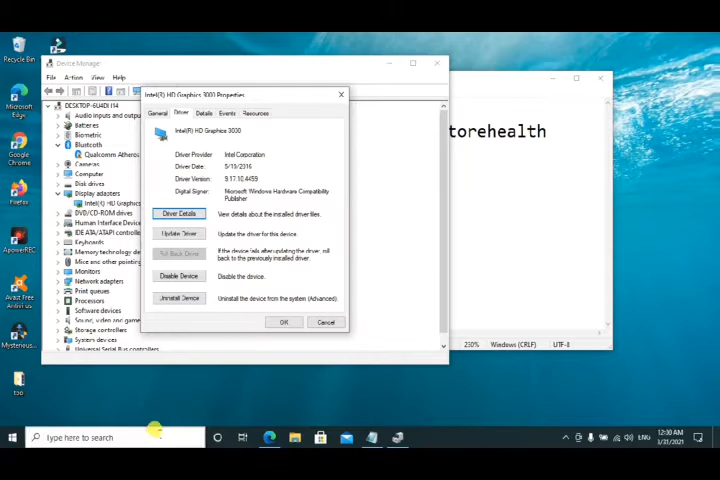 Recycle Bin
Microsoft Edge
Google Chrome
Firefox
ApowerREC
Avast Free Antivirus
Mysterious...
Device Manager
File Action View Help
DESKTOP-6U4DI14
Audio inputs and outpu
Batteries
Biometric
Bluetooth
Qualcomm Atheros
Cameras
Computer
Disk drives
Display adapters
Intel(R) HD Graphics
DVD/CD-ROM drives
Human Interface Device
IDE ATA/ATAPI controlle
Keyboards
Memory technology de
Mice and other pointing
Monitors
Network adapters
Print queues
Processors
Software devices
Sound, video and game
Storage controllers
System devices
Universal Serial Bus controllers
Intel(R) HD Graphics 3000 Properties
General Driver Details Events Resources
Intel(R) HD Graphics 3000
Driver Provider: Intel Corporation
Driver Date: 5/19/2016
Driver Version: 9.17.10.4459
Digital Signer: Microsoft Windows Hardware Compatibility
Publisher
Driver Details View details about the installed driver files.
Update Driver Update the driver for this device.
Roll Back Driver If the device fails after updating the driver, roll
back to the previously installed driver.
Disable Device Disable the device.
Uninstall Device Uninstall the device from the system (Advanced).
OK Cancel
torehealth
230% Windows (CRLF) UTF-8
Type here to search
ENG
12:00 AM
3/31/2021